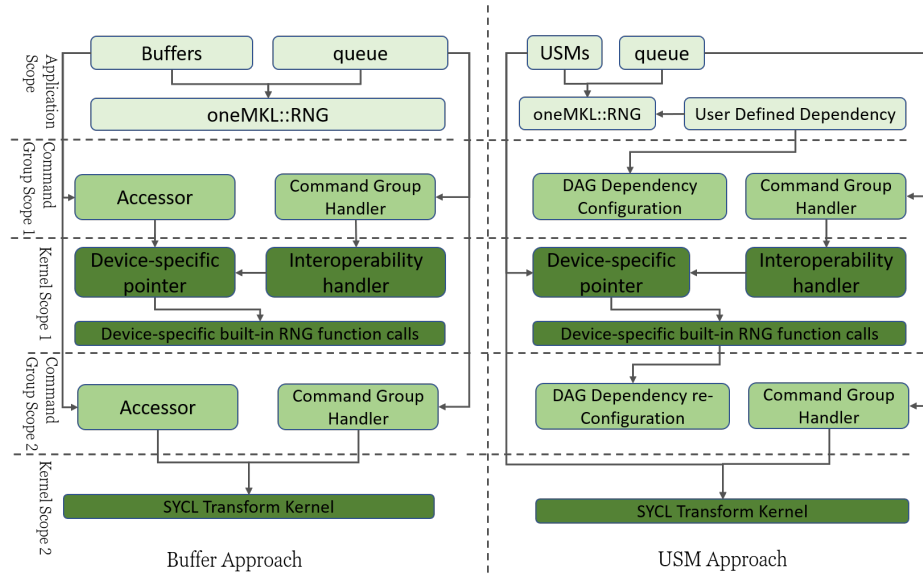 Application
Scope
Buffers
queue
oneMKL::RNG
Command
Group Scope 1
Accessor
Command Group
Handler
Kernel Scope 1
Device-specific
pointer
Interoperability
handler
Device-specific built-in RNG function calls
Command
Group Scope 2
Accessor
Command Group
Handler
Kernel Scope 2
SYCL Transform Kernel
Buffer Approach
USMs
queue
oneMKL::RNG
User Defined Dependency
DAG Dependency
Configuration
Command Group
Handler
Device-specific
pointer
Interoperability
handler
Device-specific built-in RNG function calls
DAG Dependency re-
Configuration
Command Group
Handler
SYCL Transform Kernel
USM Approach